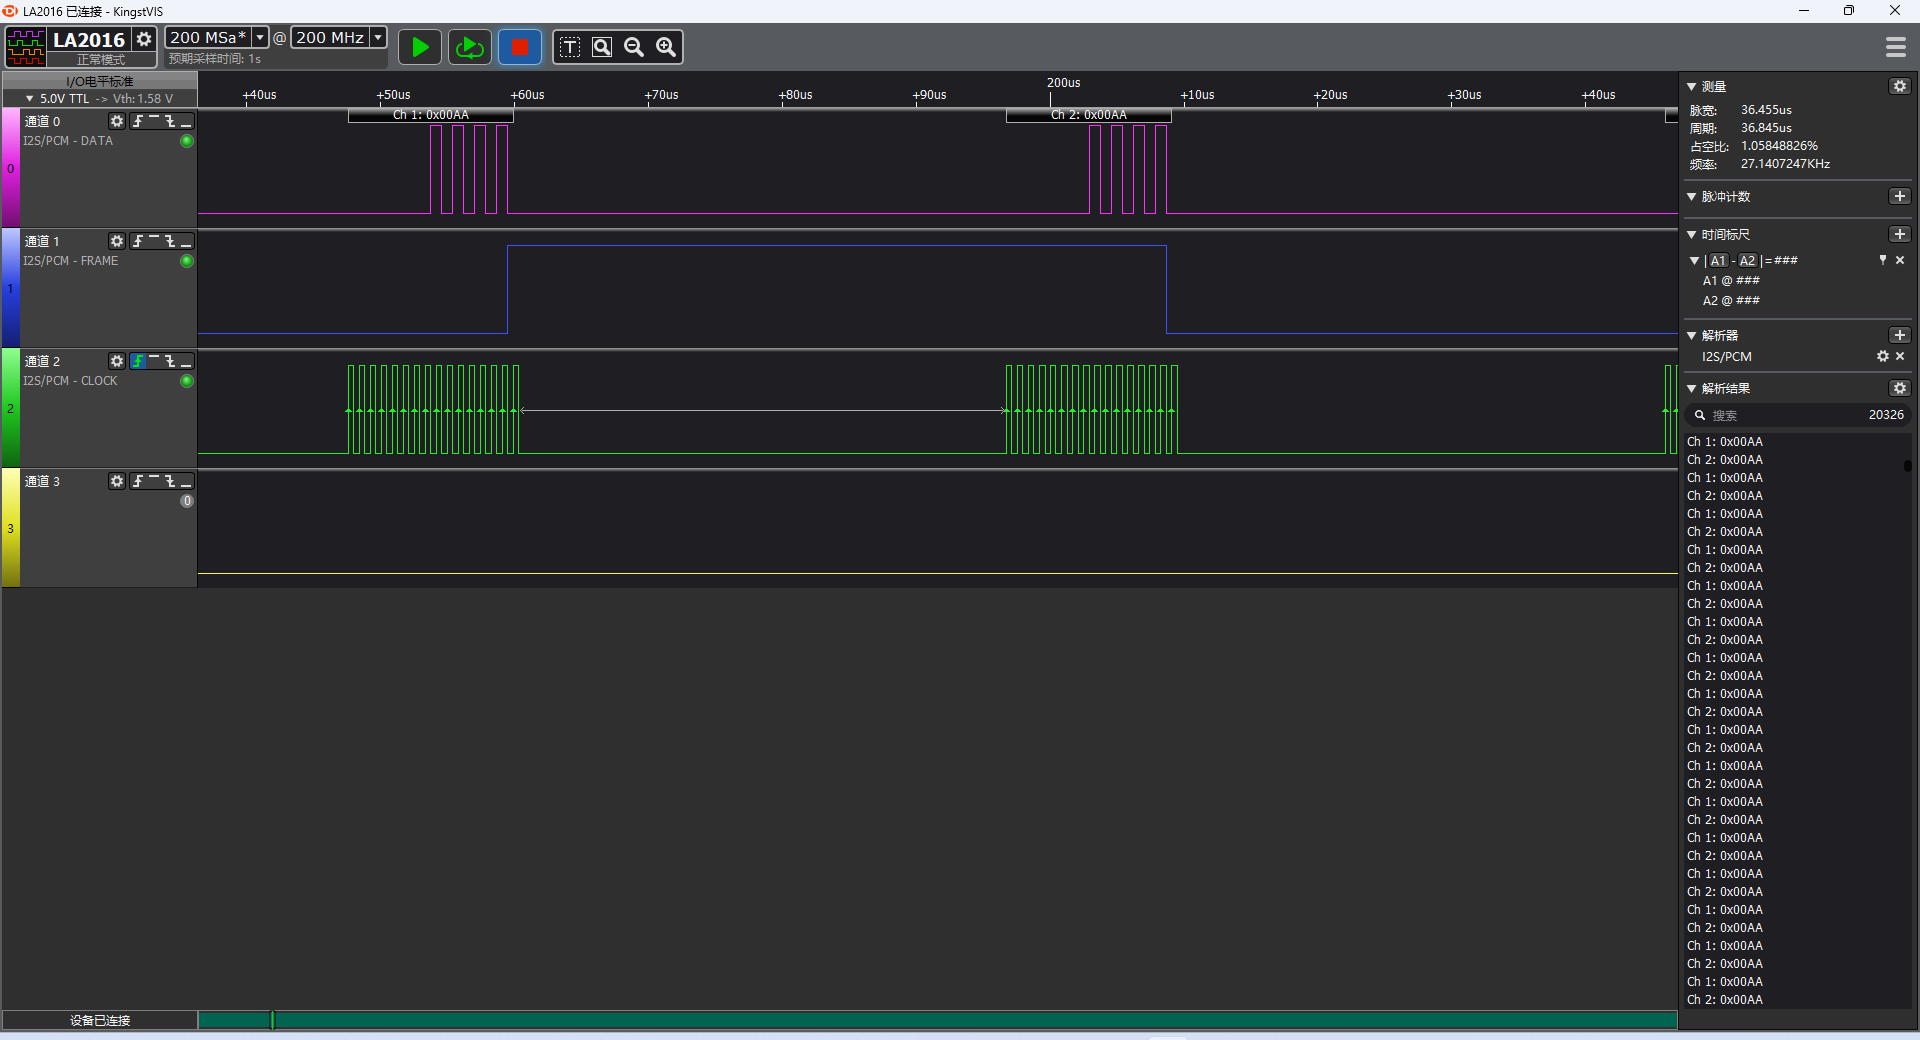 LA2016 已连接 - KingstVIS
LA2016
正常模式
200 MSa* @ 200 MHz
预期采样时间: 1s
T
I/O电平标准
5.0V TTL -> Vth: 1.58 V
200us
+40us +50us +60us +70us +80us +90us +10us +20us +30us +40us
0
通道 0
I2S/PCM - DATA
Ch 1: 0x00AA
Ch 2: 0x00AA
1
通道 1
I2S/PCM - FRAME
2
通道 2
I2S/PCM - CLOCK
3
通道 3
0
设备已连接
测量
脉宽: 36.455us
周期: 36.845us
占空比: 1.05848826%
频率: 27.1407247KHz
脉冲计数
时间标尺
| A1 - A2 | = ###
A1 @ ###
A2 @ ###
解析器
I2S/PCM
解析结果
搜索 20326
Ch 1: 0x00AA
Ch 2: 0x00AA
Ch 1: 0x00AA
Ch 2: 0x00AA
Ch 1: 0x00AA
Ch 2: 0x00AA
Ch 1: 0x00AA
Ch 2: 0x00AA
Ch 1: 0x00AA
Ch 2: 0x00AA
Ch 1: 0x00AA
Ch 2: 0x00AA
Ch 1: 0x00AA
Ch 2: 0x00AA
Ch 1: 0x00AA
Ch 2: 0x00AA
Ch 1: 0x00AA
Ch 2: 0x00AA
Ch 1: 0x00AA
Ch 2: 0x00AA
Ch 1: 0x00AA
Ch 2: 0x00AA
Ch 1: 0x00AA
Ch 2: 0x00AA
Ch 1: 0x00AA
Ch 2: 0x00AA
Ch 1: 0x00AA
Ch 2: 0x00AA
Ch 1: 0x00AA
Ch 2: 0x00AA
Ch 1: 0x00AA
Ch 2: 0x00AA